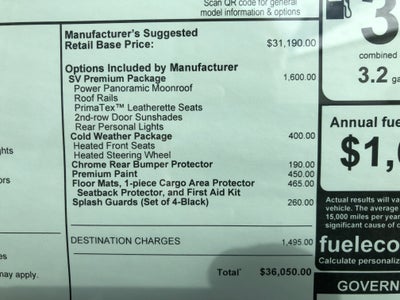 Scan QR code for general
model information & options
Manufacturer's Suggested
Retail Base Price: $31,190.00
Options Included by Manufacturer
SV Premium Package 1,600.00
Power Panoramic Moonroof
Roof Rails
PrimaTex™ Leatherette Seats
2nd-row Door Sunshades
Rear Personal Lights
Cold Weather Package 400.00
Heated Front Seats
Heated Steering Wheel
Chrome Rear Bumper Protector 190.00
Premium Paint 450.00
Floor Mats, 1-piece Cargo Area Protector 465.00
Seatback Protector, and First Aid Kit
Splash Guards (Set of 4-Black) 260.00
DESTINATION CHARGES 1,495.00
Total* $36,050.00
ghts
ors
es
may apply.
3
combined
3.2 ga
Annual fue
$1,
Actual results will va
vehicle. The average
15,000 miles per year
significant cause of c
fueleco
Calculate personaliz
GOVERN